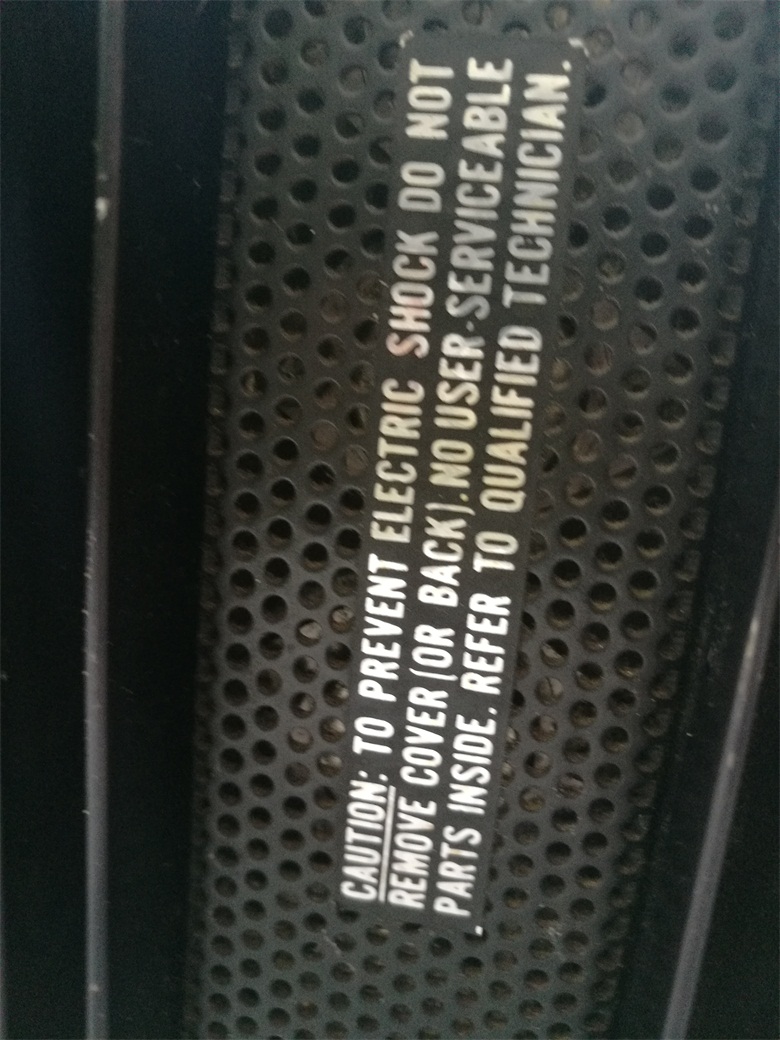 CAUTION: TO PREVENT ELECTRIC SHOCK DO NOT
REMOVE COVER (OR BACK). NO USER-SERVICEABLE
PARTS INSIDE. REFER TO QUALIFIED TECHNICIAN.